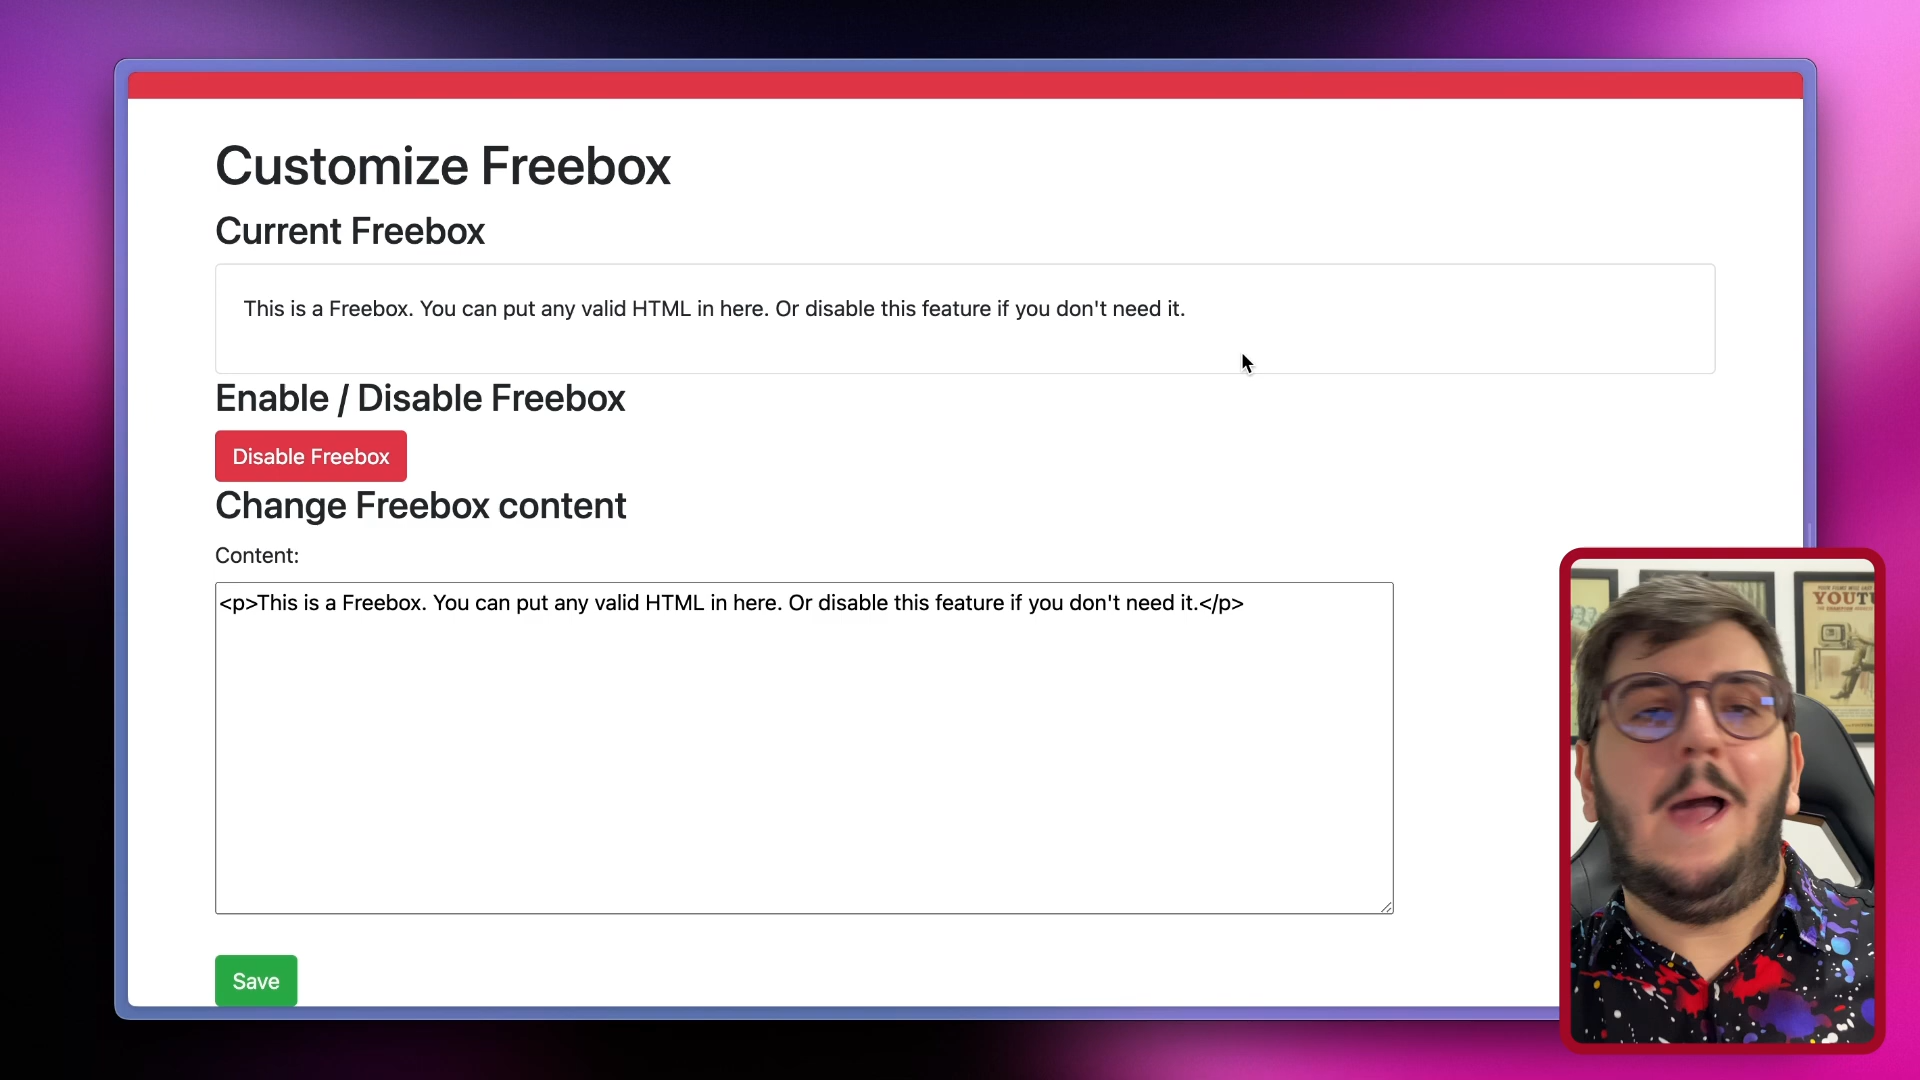 Customize Freebox
Current Freebox
This is a Freebox. You can put any valid HTML in here. Or disable this feature if you don't need it.
Enable / Disable Freebox
Disable Freebox
Change Freebox content
Content:
<p>This is a Freebox. You can put any valid HTML in here. Or disable this feature if you don't need it.</p>
Save